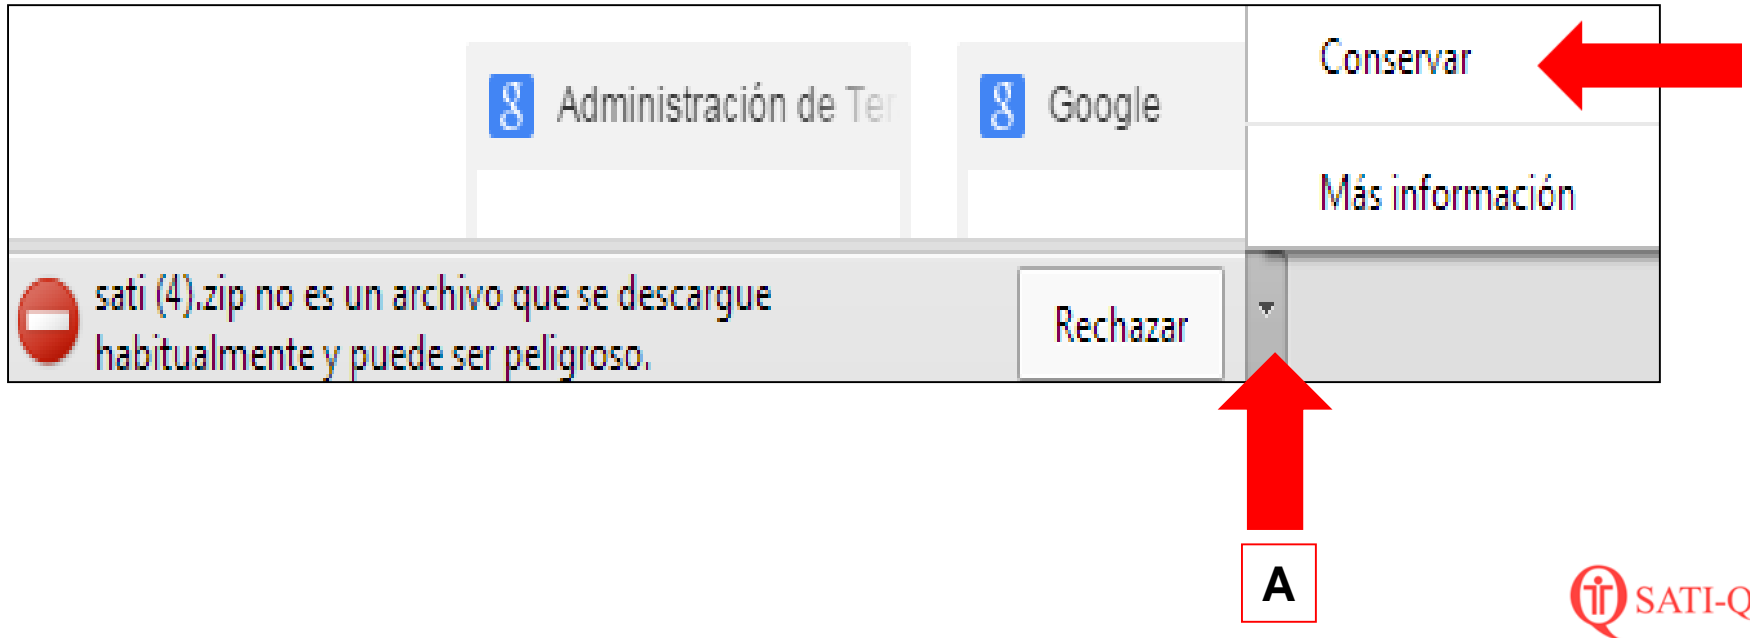 Conservar
Administración de Ter
Google
Más información
sati (4).zip no es un archivo que se descargue
habitualmente y puede ser peligroso.
Rechazar
A
SATI-Q